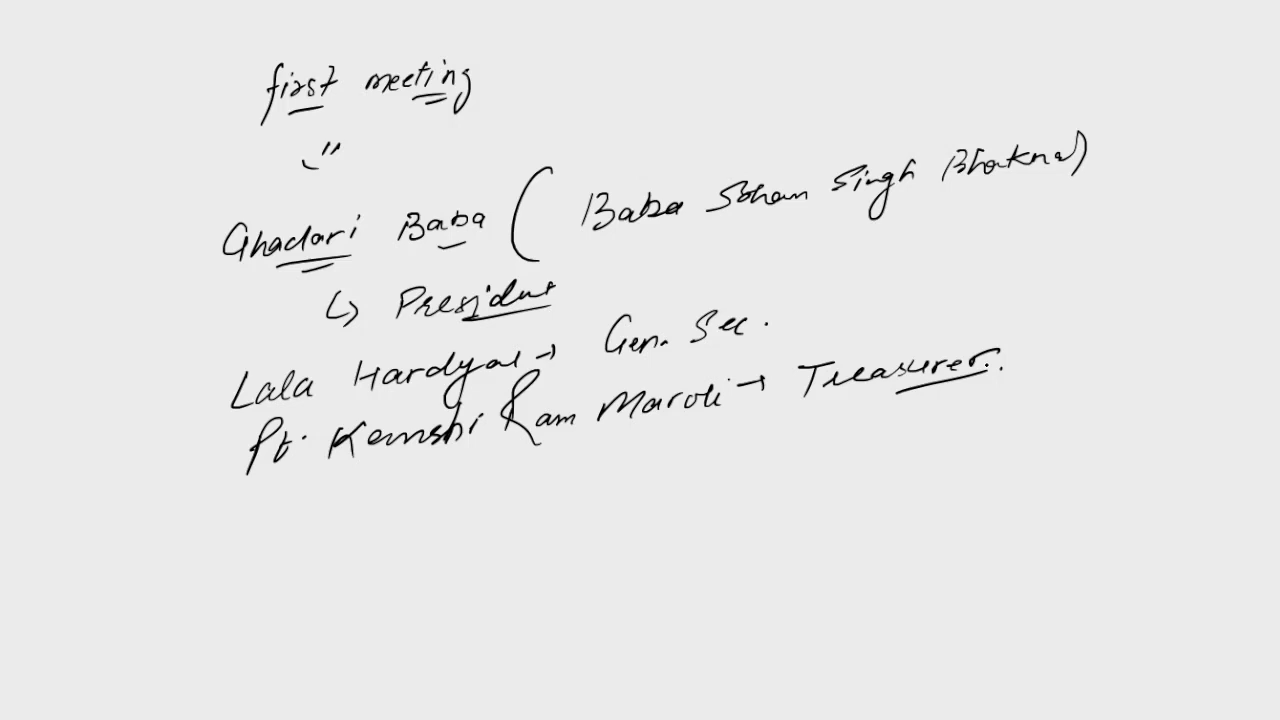 first meeting
Ghadari Baba ( Baba Sohan Singh Bhakna)
↳ President
Lala Hardyal → Gen. Sec.
Pt. Kanshi Ram Maroli → Treasurer.